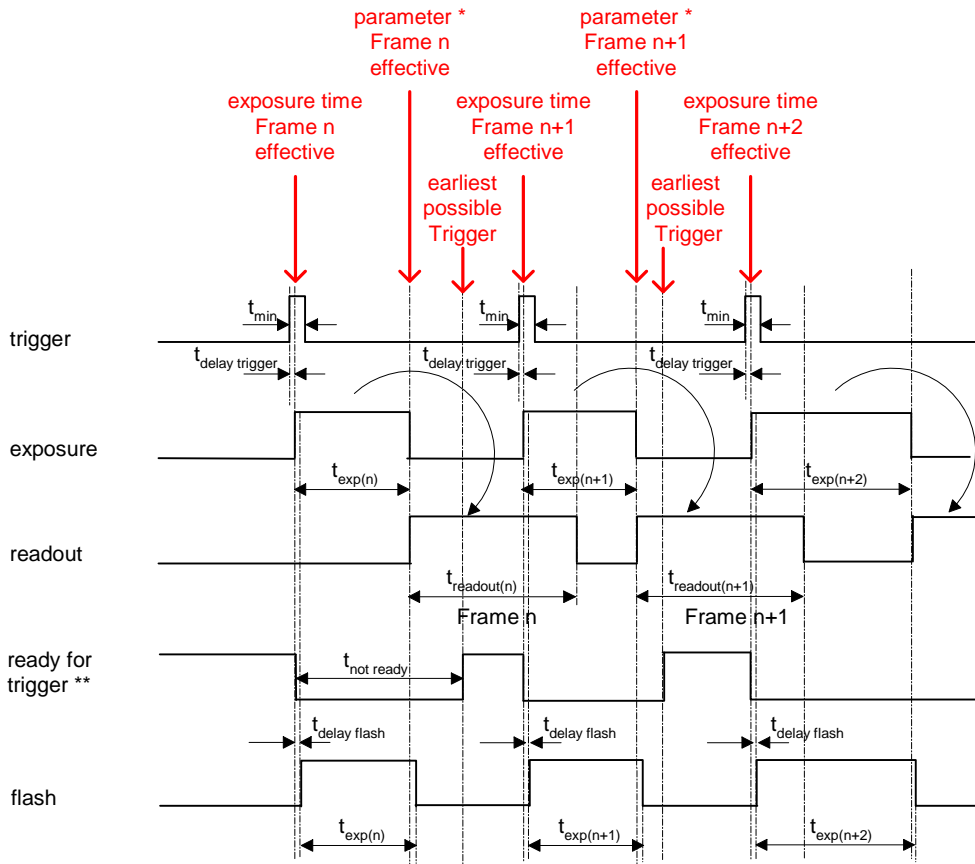 parameter *
Frame n
effective
parameter *
Frame n+1
effective
exposure time
Frame n
effective
exposure time
Frame n+1
effective
exposure time
Frame n+2
effective
earliest
possible
Trigger
earliest
possible
Trigger
trigger
tmin
tmin
tmin
tdelay trigger
tdelay trigger
tdelay trigger
exposure
texp(n)
texp(n+1)
texp(n+2)
readout
treadout(n)
treadout(n+1)
Frame n
Frame n+1
ready for
trigger **
tnot ready
tdelay flash
tdelay flash
tdelay flash
flash
texp(n)
texp(n+1)
texp(n+2)